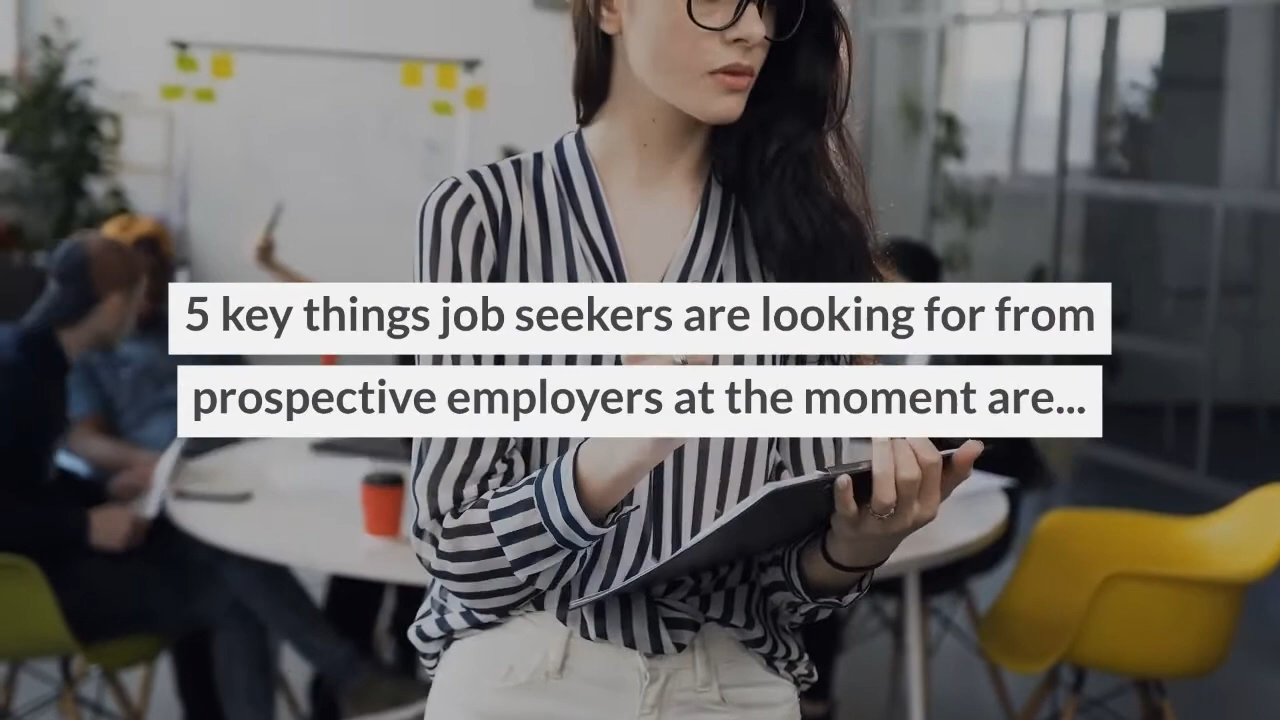 5 key things job seekers are looking for from
prospective employers at the moment are...